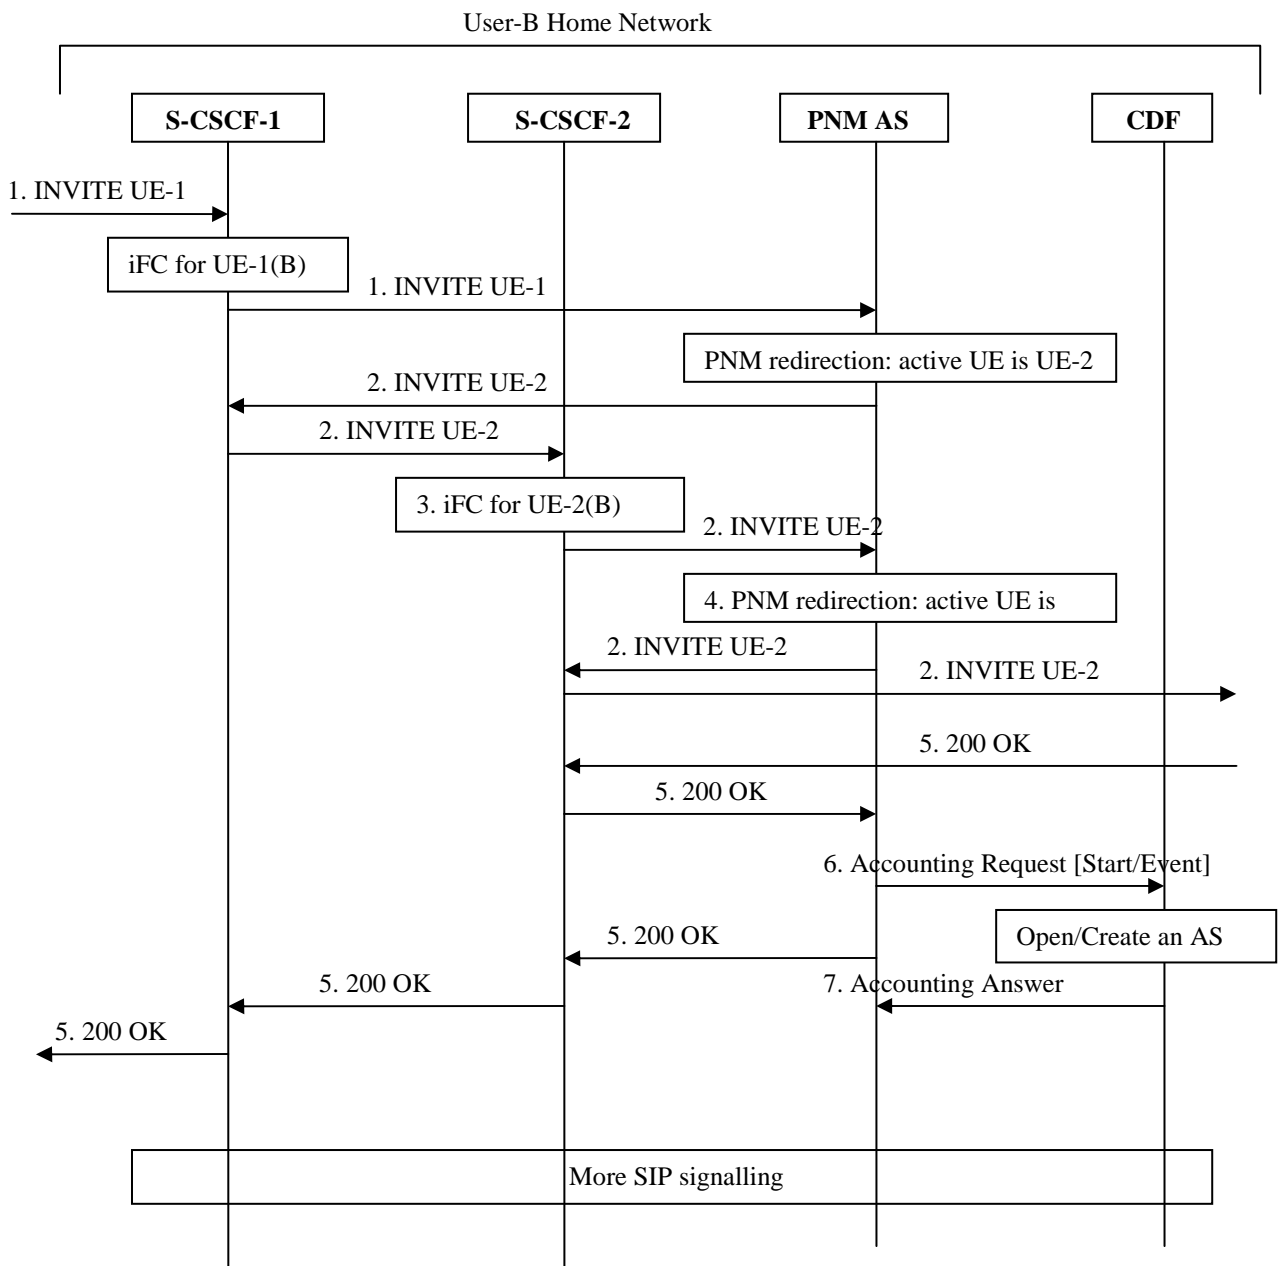 User-B Home Network
S-CSCF-1
S-CSCF-2
PNM AS
CDF
1. INVITE UE-1
iFC for UE-1(B)
1. INVITE UE-1
PNM redirection: active UE is UE-2
2. INVITE UE-2
2. INVITE UE-2
3. iFC for UE-2(B)
2. INVITE UE-2
4. PNM redirection: active UE is
2. INVITE UE-2
2. INVITE UE-2
5. 200 OK
5. 200 OK
6. Accounting Request [Start/Event]
5. 200 OK
Open/Create an AS
5. 200 OK
7. Accounting Answer
5. 200 OK
More SIP signalling